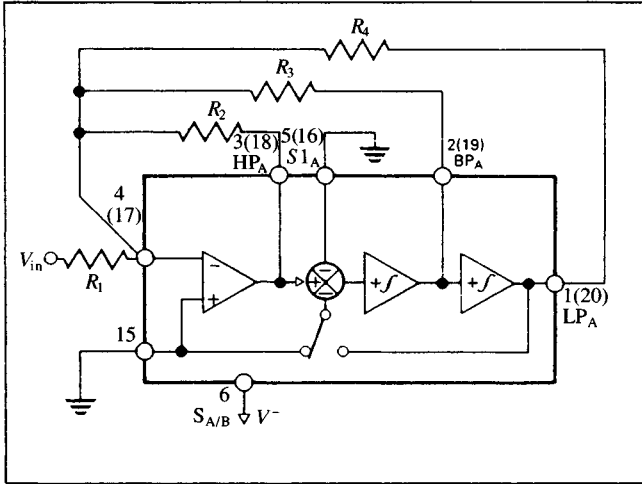 R4
R3
R2
3(18)
HPA
5(16)
S1A
2(19)
BPA
4
(17)
Vin
R1
−
+
+
−
−
+∫
+∫
1(20)
LPA
15
6
SA/B
V−